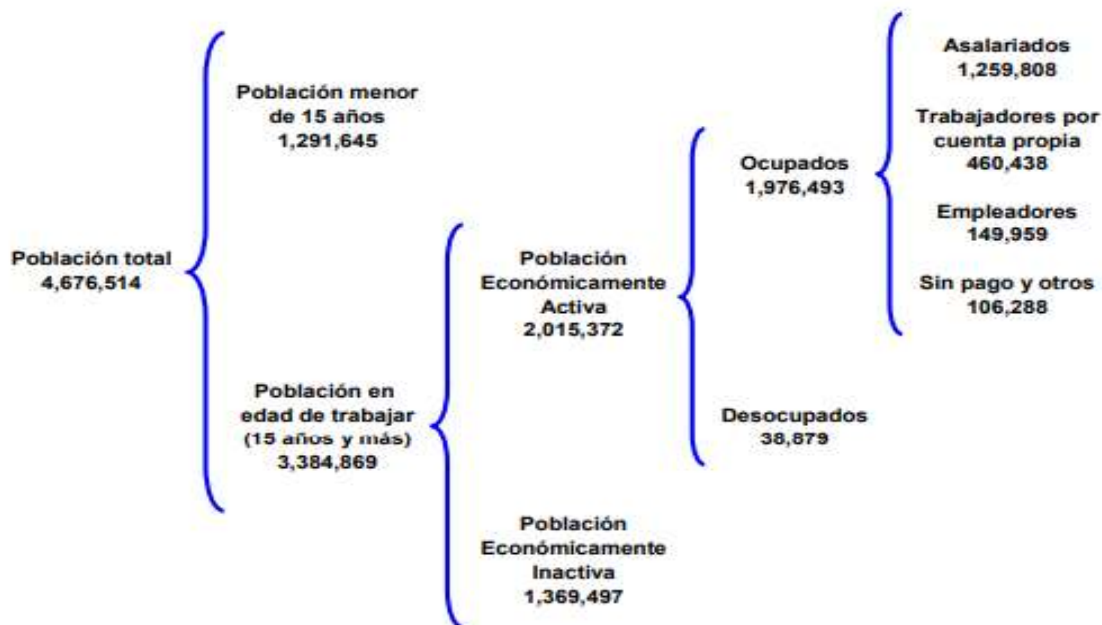 Población total
4,676,514
Población menor
de 15 años
1,291,645
Población en
edad de trabajar
(15 años y más)
3,384,869
Población
Económicamente
Activa
2,015,372
Población
Económicamente
Inactiva
1,369,497
Ocupados
1,976,493
Desocupados
38,879
Asalariados
1,259,808
Trabajadores por
cuenta propia
460,438
Empleadores
149,959
Sin pago y otros
106,288